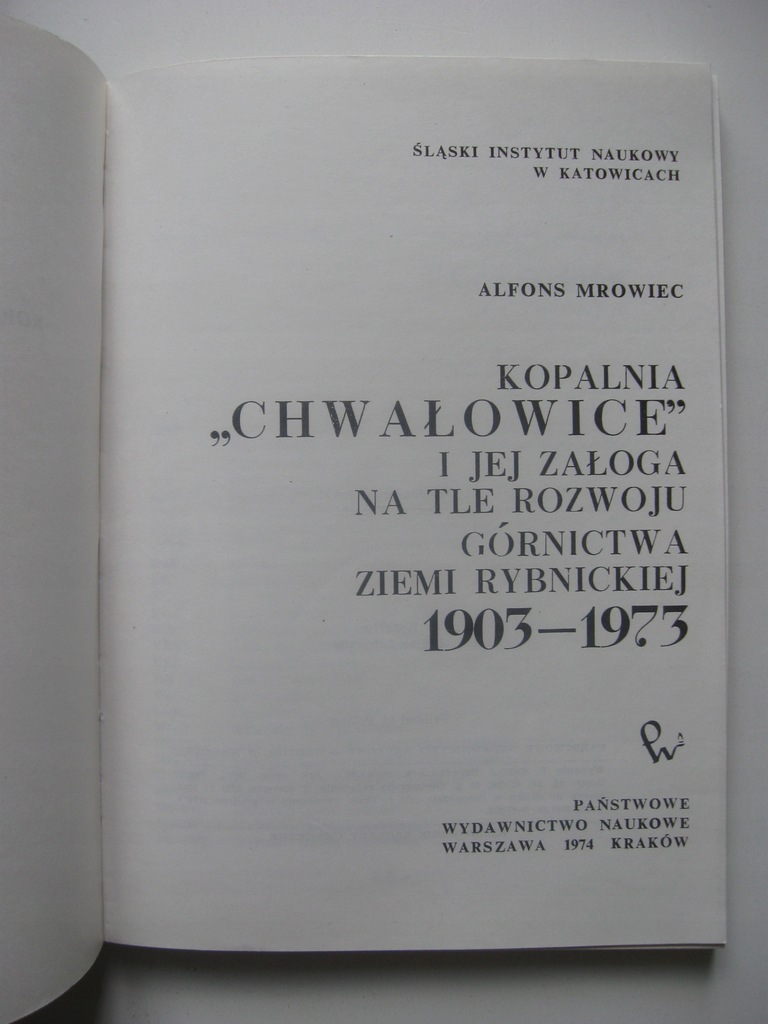 ŚLĄSKI INSTYTUT NAUKOWY
W KATOWICACH
ALFONS MROWIEC
KOPALNIA
„CHWAŁOWICE”
I JEJ ZAŁOGA
NA TLE ROZWOJU
GÓRNICTWA
ZIEMI RYBNICKIEJ
1903—1973
PAŃSTWOWE
WYDAWNICTWO NAUKOWE
WARSZAWA 1974 KRAKÓW